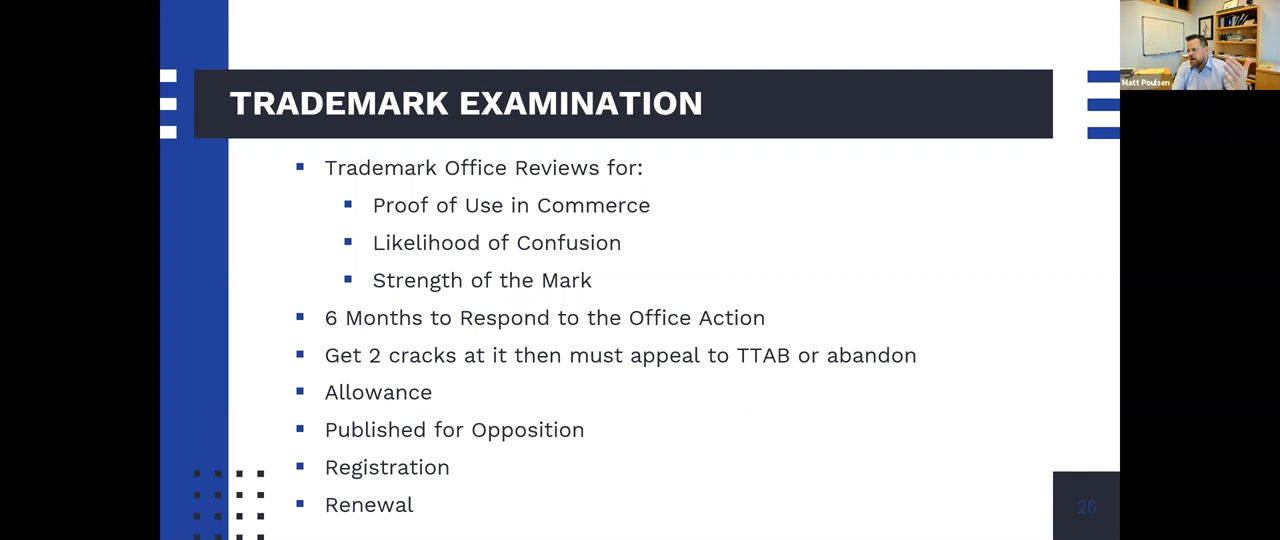 TRADEMARK EXAMINATION
Trademark Office Reviews for:
Proof of Use in Commerce
Likelihood of Confusion
Strength of the Mark
6 Months to Respond to the Office Action
Get 2 cracks at it then must appeal to TTAB or abandon
Allowance
Published for Opposition
Registration
Renewal
26
Matt Poulsen